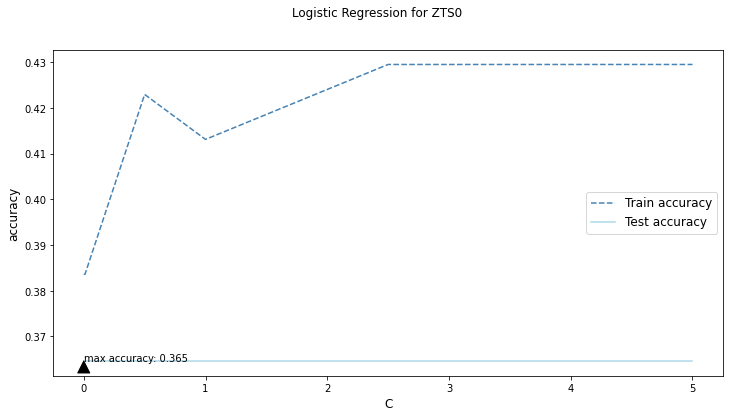 Logistic Regression for ZTS0
0.43
0.42
0.41
0.40
0.39
0.38
0.37
accuracy
Train accuracy
Test accuracy
max accuracy: 0.365
0 1 2 3 4 5
C